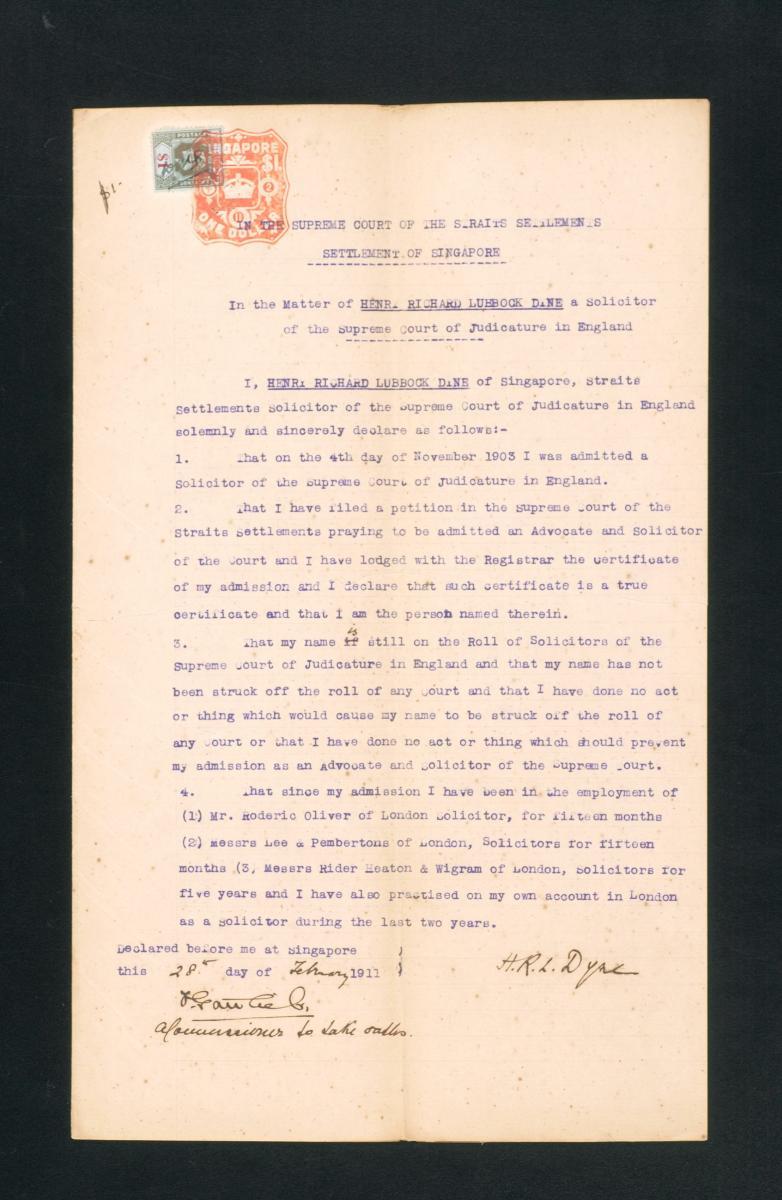 $1
SINGAPORE
$1
ONE DOLLAR
$1-
IN THE SUPREME COURT OF THE STRAITS SETTLEMENTS
SETTLEMENT OF SINGAPORE
In the Matter of HENRI RICHARD LUBBOCK DYNE a Solicitor
of the Supreme Court of Judicature in England
I, HENRI RICHARD LUBBOCK DYNE of Singapore, Straits
Settlements Solicitor of the Supreme Court of Judicature in England
solemnly and sincerely declare as follows:-
1. That on the 4th day of November 1903 I was admitted a
Solicitor of the Supreme Court of Judicature in England.
2. That I have filed a petition in the Supreme Court of the
Straits Settlements praying to be admitted an Advocate and Solicitor
of the Court and I have lodged with the Registrar the certificate
of my admission and I declare that such certificate is a true
certificate and that I am the person named therein.
3. That my name is still on the Roll of Solicitors of the
Supreme Court of Judicature in England and that my name has not
been struck off the roll of any Court and that I have done no act
or thing which would cause my name to be struck off the roll of
any Court or that I have done no act or thing which should prevent
my admission as an Advocate and Solicitor of the Supreme Court.
4. That since my admission I have been in the employment of
(1) Mr. Roderic Oliver of London Solicitor, for fifteen months
(2) Messrs Lee & Pembertons of London, Solicitors for fifteen
months (3) Messrs Rider Heaton & Wigram of London, Solicitors for
five years and I have also practised on my own account in London
as a Solicitor during the last two years.
Declared before me at Singapore )
this 28th day of February 1911 )
H.R.L. Dyne
A Commissioner to take oaths.